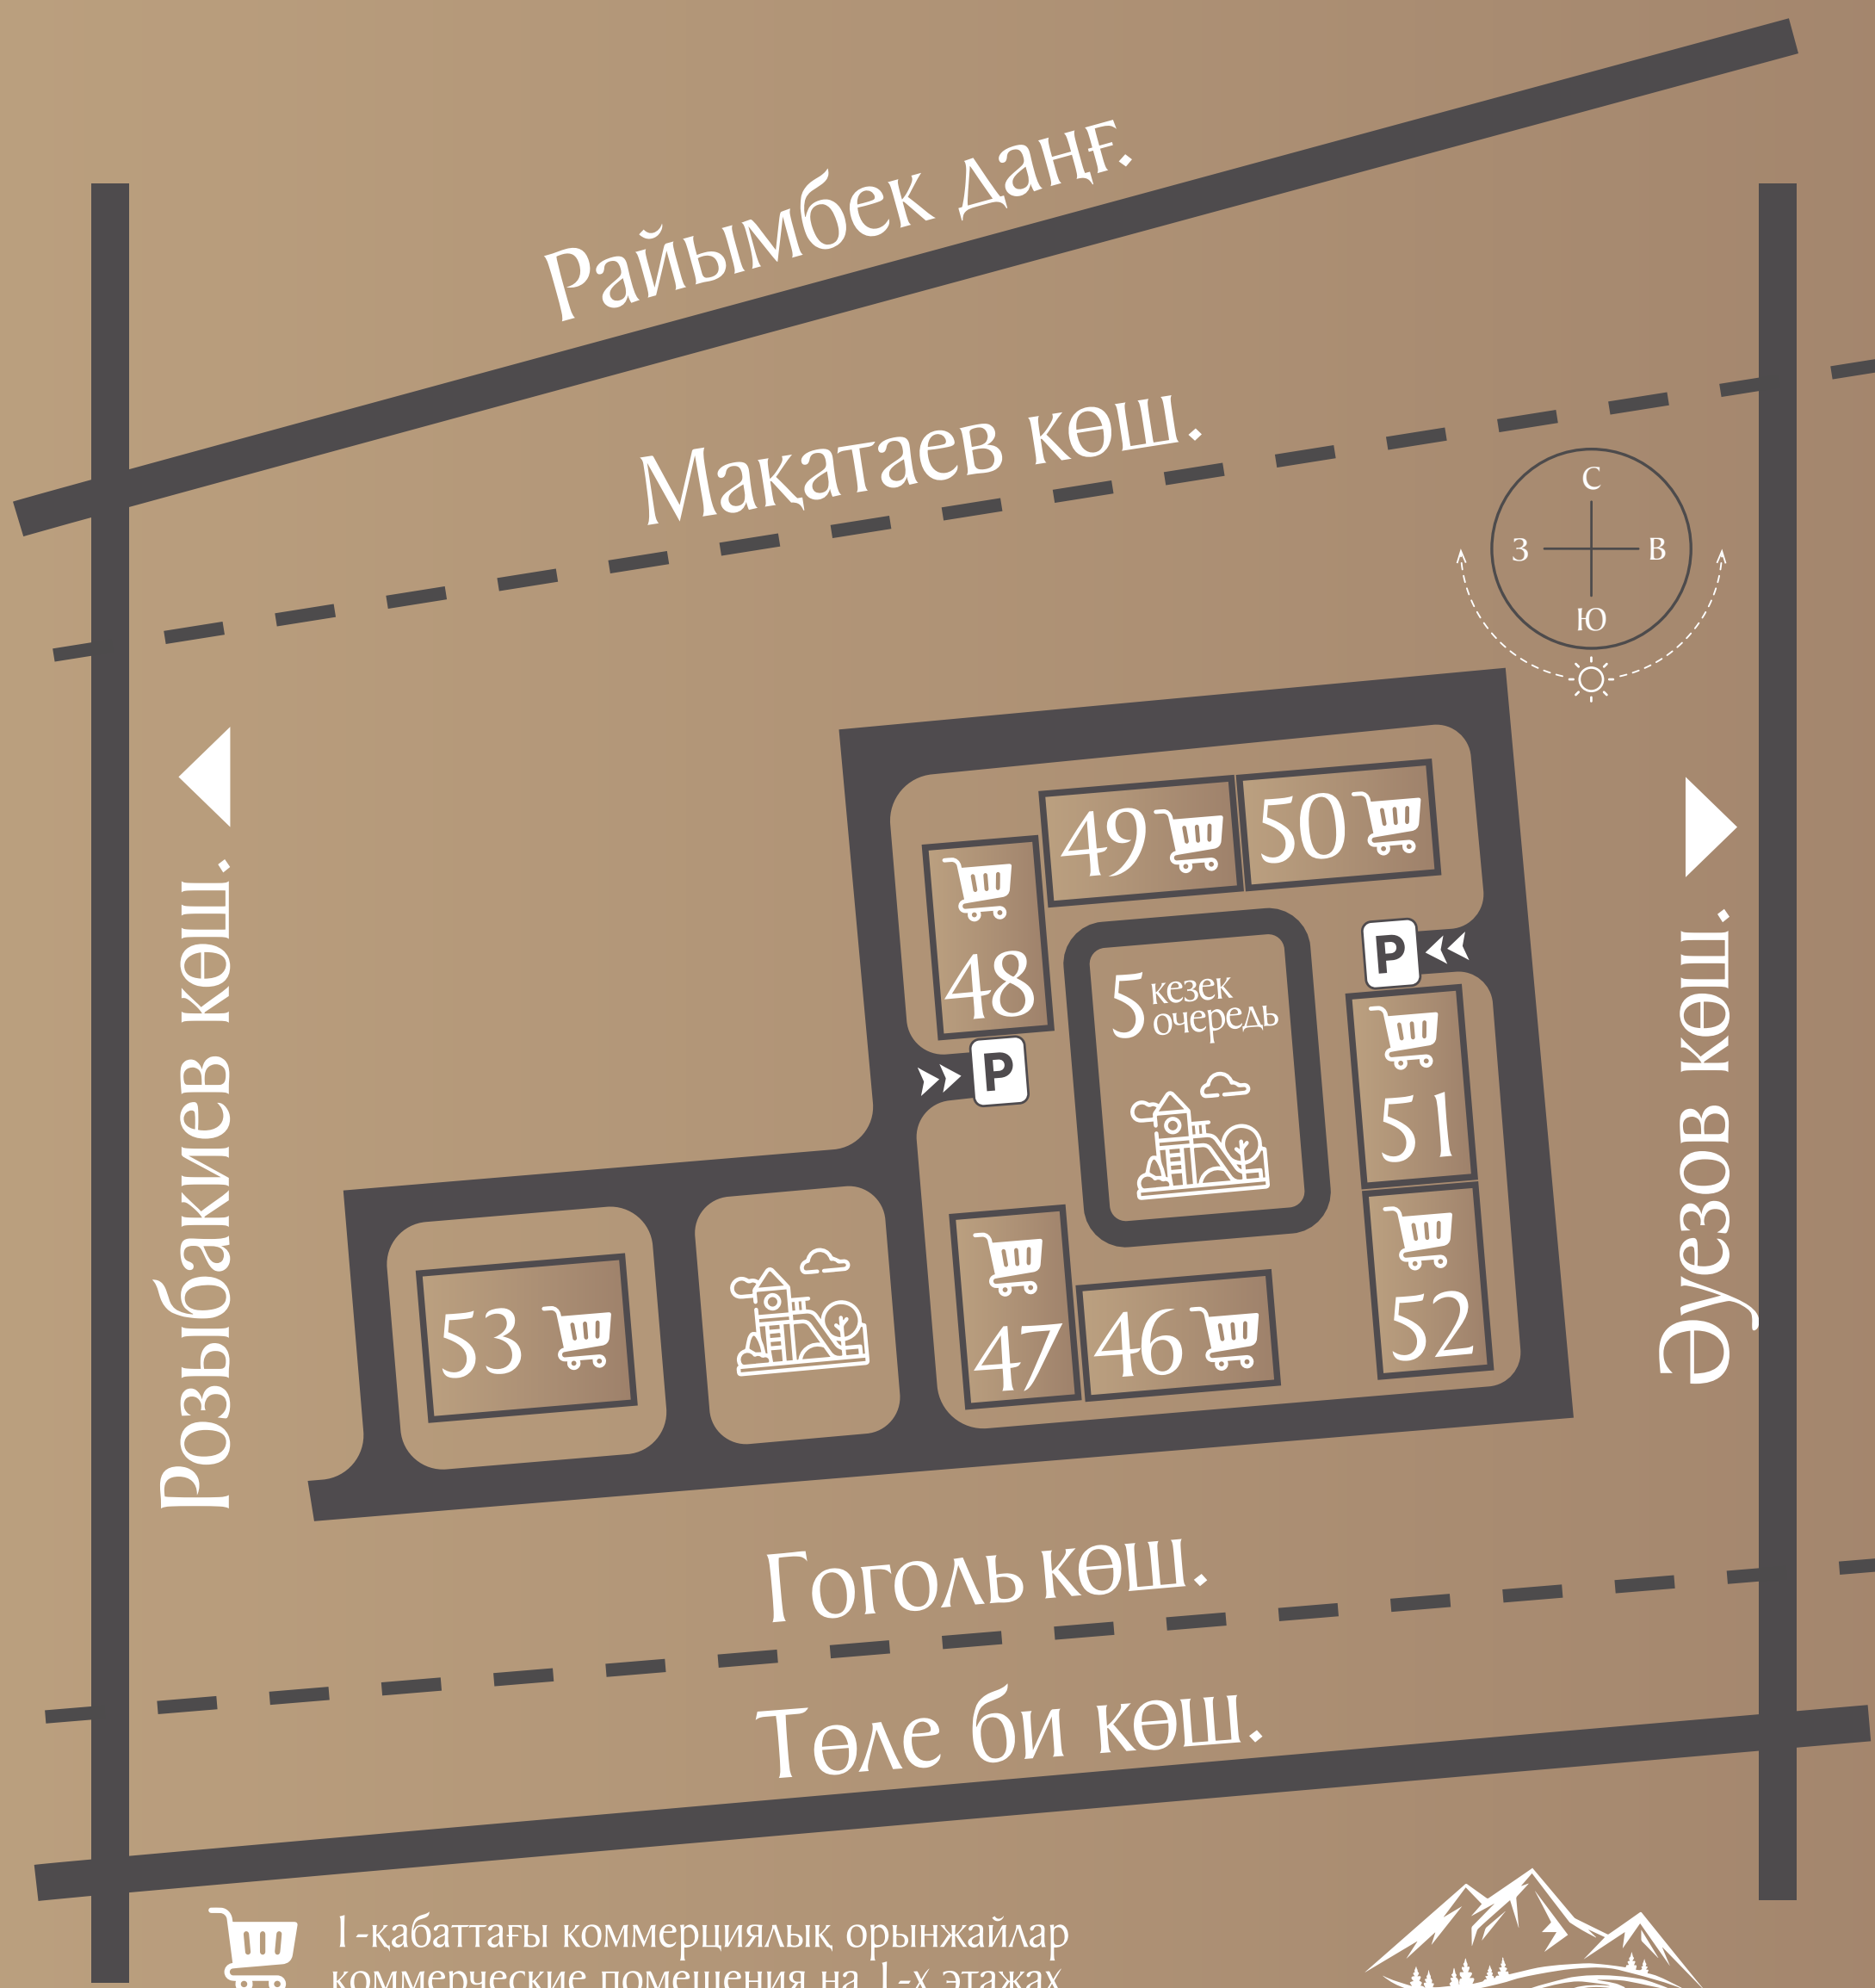 Райымбек даңғ.
Мақатаев көш.
С
З В
Ю
Розыбакиев көш.
Әуезов көш.
49
50
48
P
5 кезек
очередь
P
51
53
47
46
52
Гоголь көш.
Төле би көш.
1-қабаттағы коммерциялық орынжайлар
коммерческие помещения на 1-х этажах